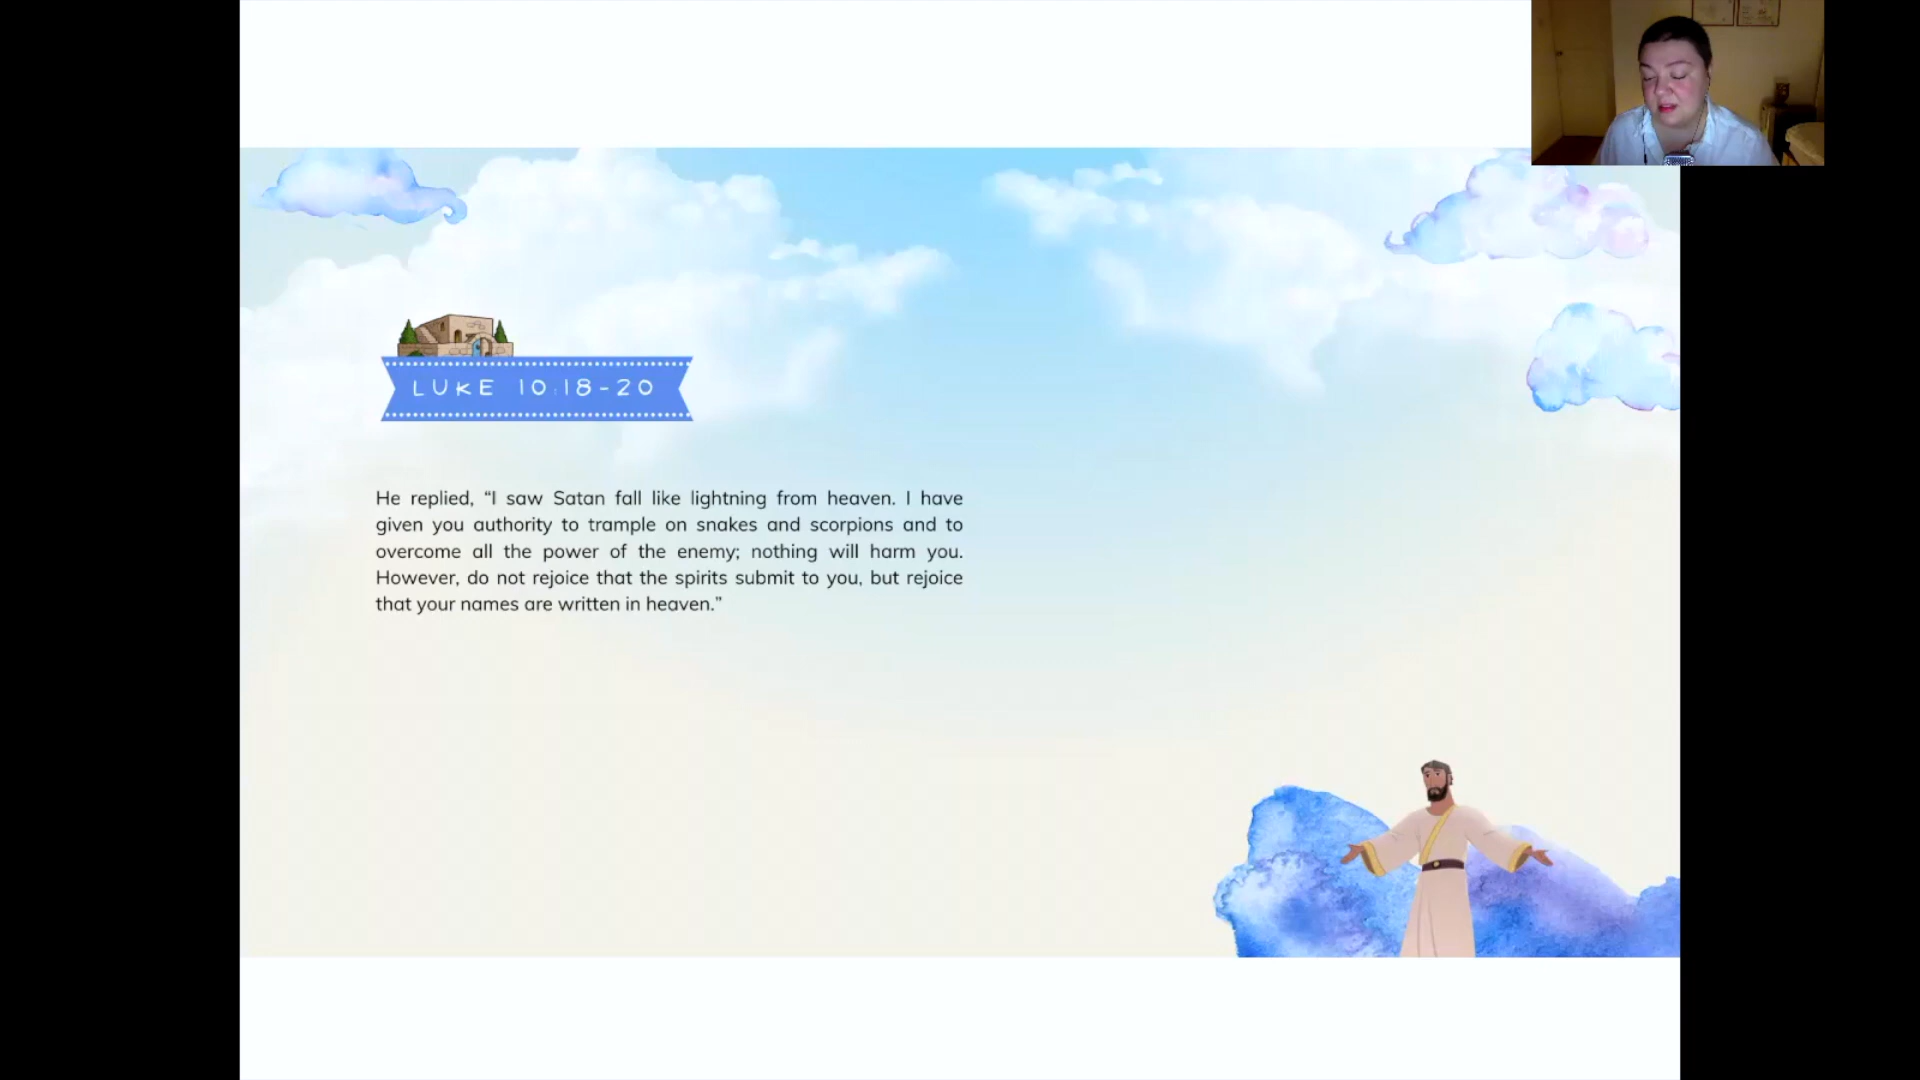 LUKE 10:18-20
He replied, “I saw Satan fall like lightning from heaven. I have
given you authority to trample on snakes and scorpions and to
overcome all the power of the enemy; nothing will harm you.
However, do not rejoice that the spirits submit to you, but rejoice
that your names are written in heaven.”